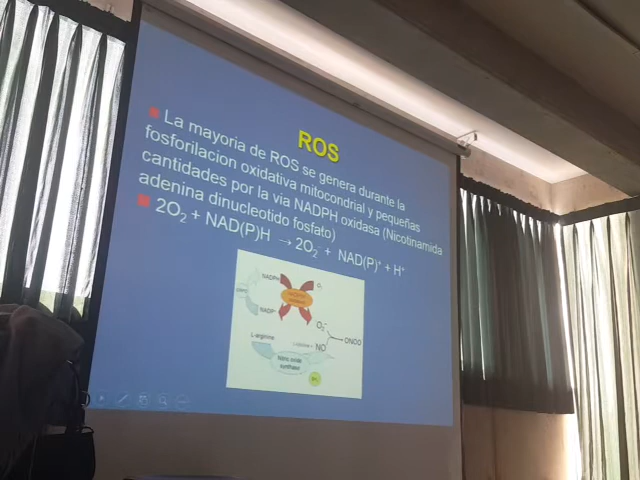 ROS
La mayoria de ROS se genera durante la
fosforilacion oxidativa mitocondrial y pequeñas
cantidades por la via NADPH oxidasa (Nicotinamida
adenina dinucleotido fosfato)
2O₂ + NAD(P)H → 2O₂⁻ + NAD(P)⁺ + H⁺
NADPH
NADP⁺
O₂⁻
ONOO
L-arginine
NO
Nitric oxide
synthase